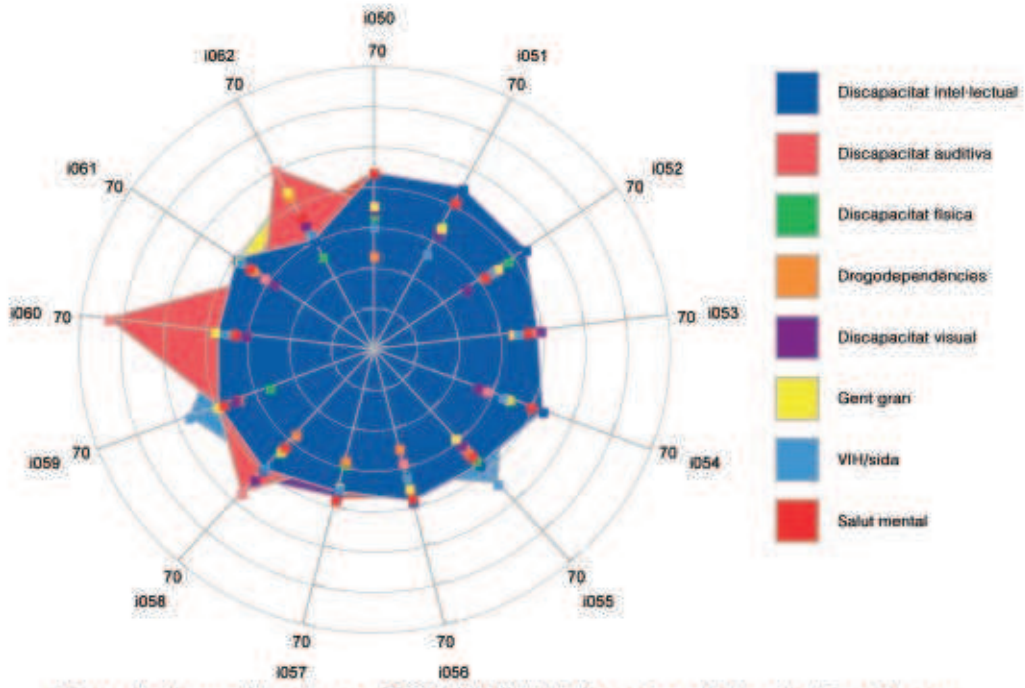 i050
70
i051
70
i052
70
70 i053
70 i054
70
i055
70
i056
70
i057
70
i058
70
i059
i060 70
i061
70
i062
70
Discapacitat intel·lectual
Discapacitat auditiva
Discapacitat física
Drogodependències
Discapacitat visual
Gent gran
VIH/sida
Salut mental